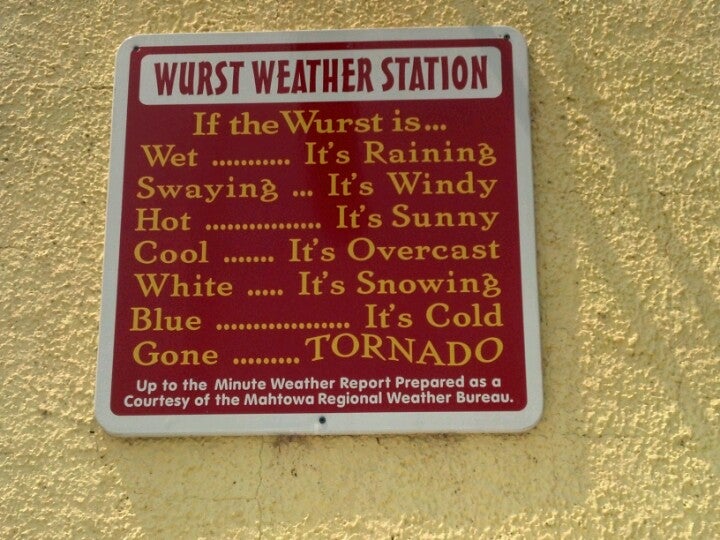 WURST WEATHER STATION
If the Wurst is...
Wet ............ It's Raining
Swaying ... It's Windy
Hot .................. It's Sunny
Cool ........ It's Overcast
White ..... It's Snowing
Blue ..................... It's Cold
Gone .......... TORNADO
Up to the Minute Weather Report Prepared as a
Courtesy of the Mahtowa Regional Weather Bureau.